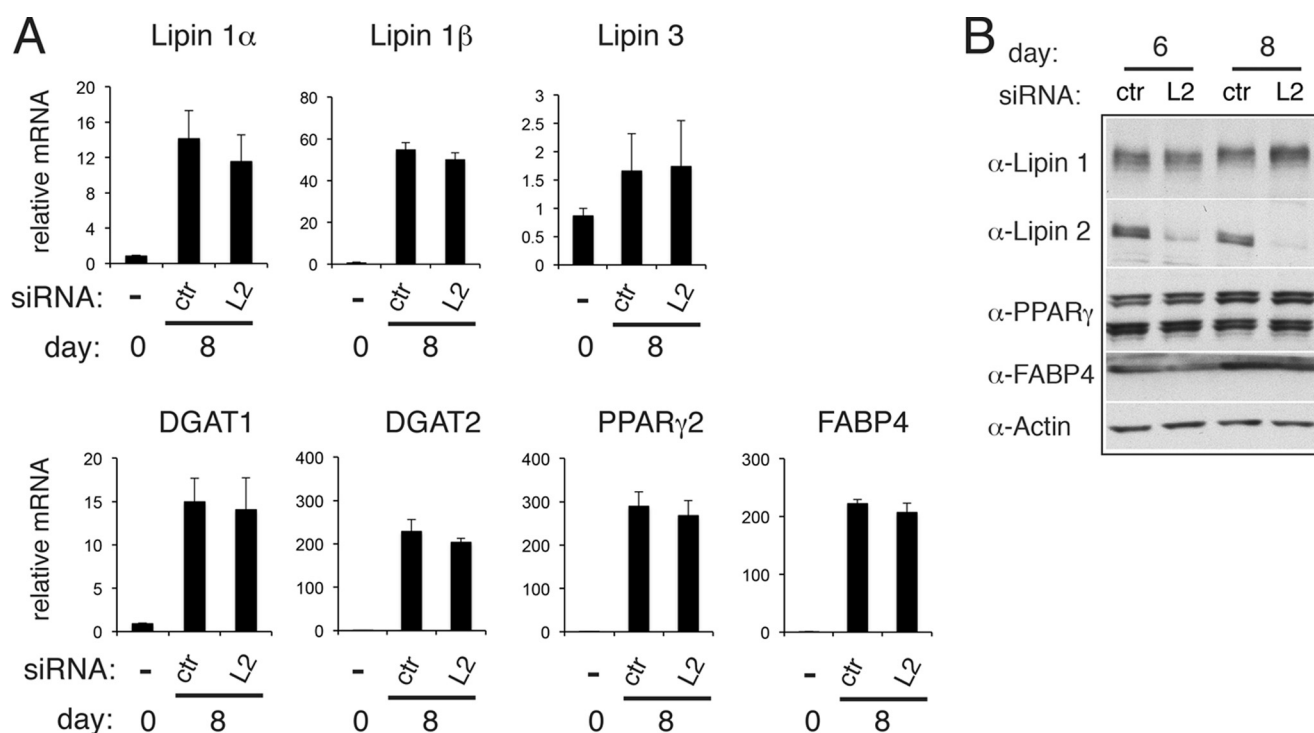 A
Lipin 1α
Lipin 1β
Lipin 3
relative mRNA
20
16
12
8
4
0
80
60
40
20
0
3
2.5
2
1.5
1
0.5
0
siRNA: - ctr L2
- ctr L2
- ctr L2
day: 0 8
0 8
0 8
DGAT1
DGAT2
PPARγ2
FABP4
relative mRNA
20
15
10
5
0
400
300
200
100
0
400
300
200
100
0
300
200
100
0
siRNA: - ctr L2
- ctr L2
- ctr L2
- ctr L2
day: 0 8
0 8
0 8
0 8
B
day: 6 8
siRNA: ctr L2 ctr L2
α-Lipin 1
α-Lipin 2
α-PPARγ
α-FABP4
α-Actin